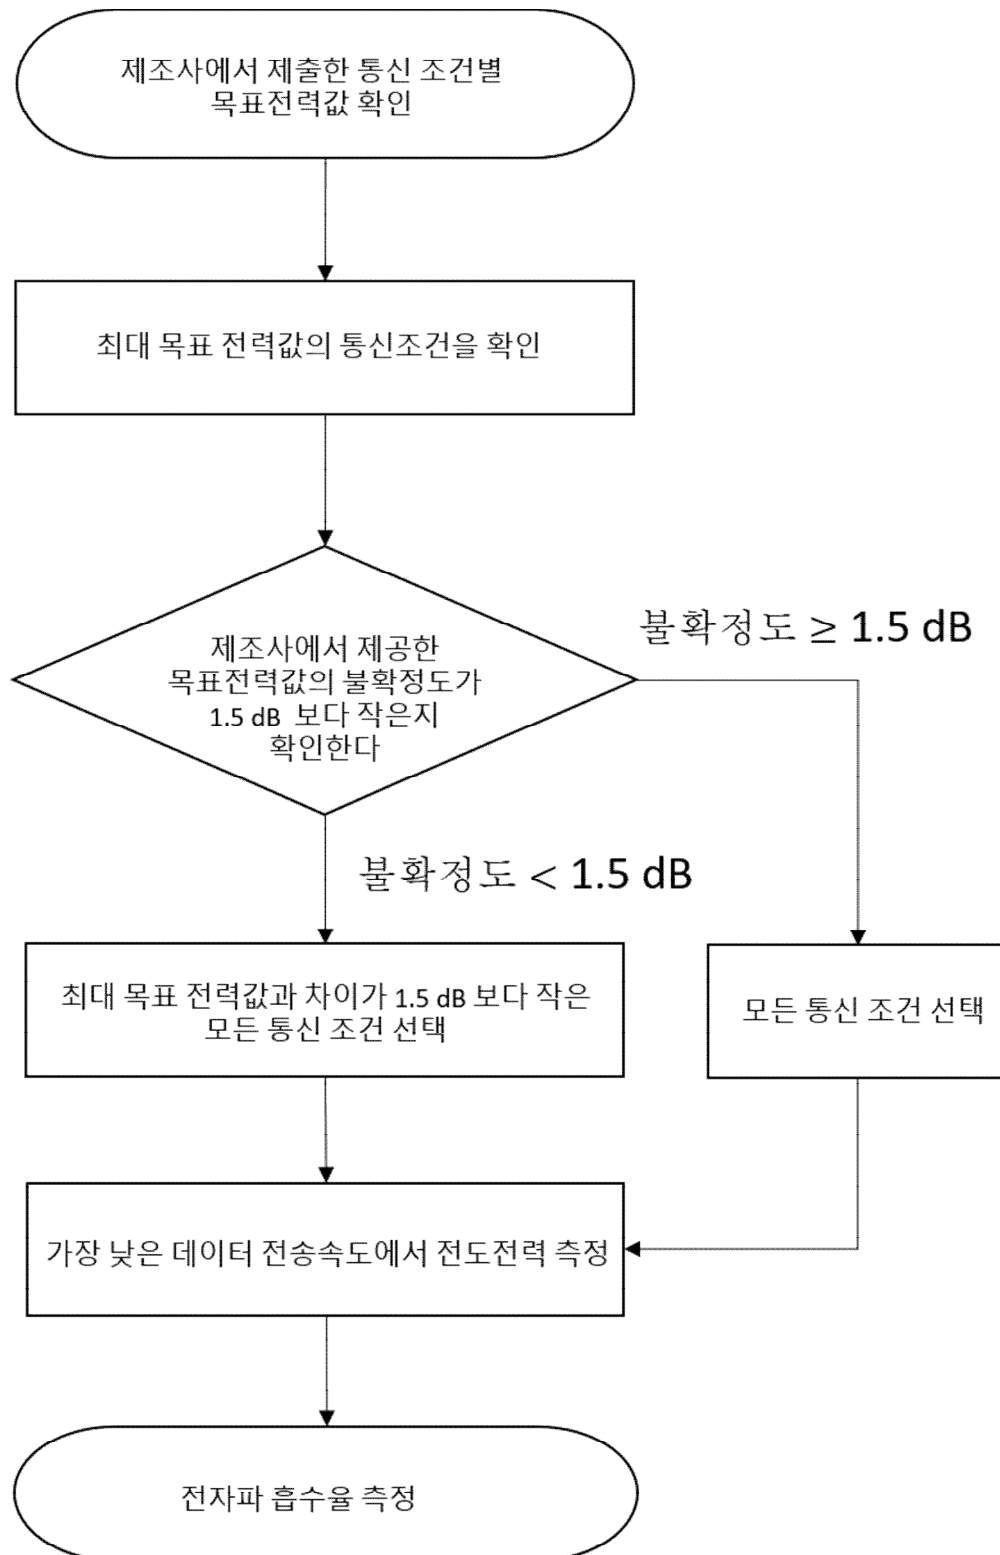 제조사에서 제출한 통신 조건별
목표전력값 확인
최대 목표 전력값의 통신조건을 확인
제조사에서 제공한
목표전력값의 불확정도가
1.5 dB 보다 작은지
확인한다
불확정도 ≥ 1.5 dB
불확정도 < 1.5 dB
최대 목표 전력값과 차이가 1.5 dB 보다 작은
모든 통신 조건 선택
모든 통신 조건 선택
가장 낮은 데이터 전송속도에서 전도전력 측정
전자파 흡수율 측정